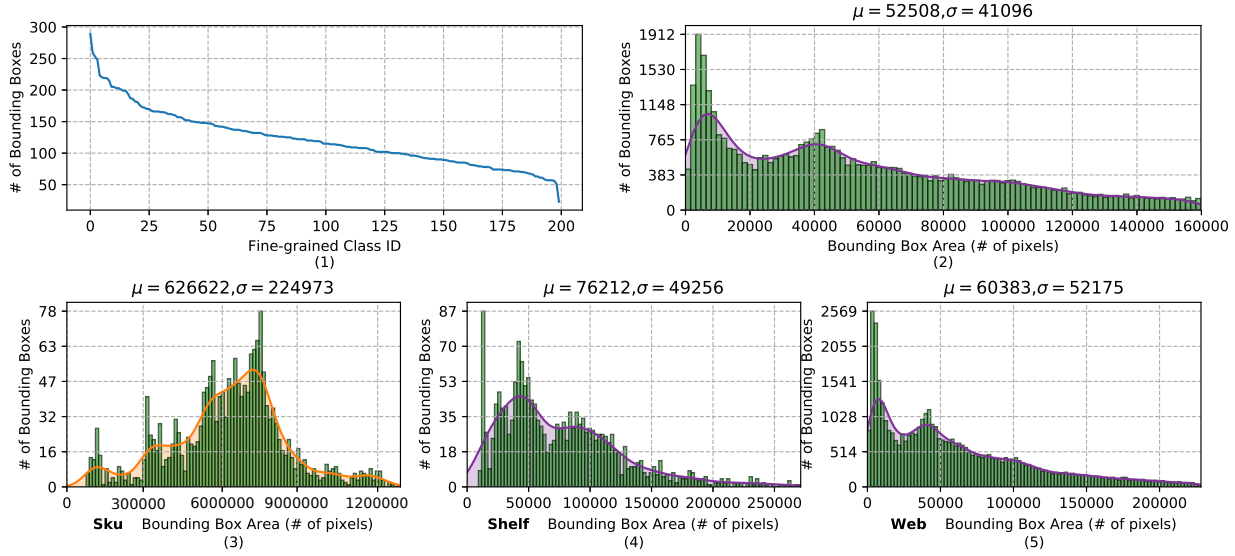 300
250
200
150
100
50
# of Bounding Boxes
0 25 50 75 100 125 150 175 200
Fine-grained Class ID
(1)
μ = 52508,σ = 41096
1912
1530
1148
765
383
0
# of Bounding Boxes
0 20000 40000 60000 80000 100000 120000 140000 160000
Bounding Box Area (# of pixels)
(2)
μ = 626622,σ = 224973
78
63
47
32
16
0
# of Bounding Boxes
0 300000 6000000 9000000 1200000
Sku Bounding Box Area (# of pixels)
(3)
μ = 76212,σ = 49256
87
70
53
35
18
0
# of Bounding Boxes
0 50000 100000 150000 200000 250000
Shelf Bounding Box Area (# of pixels)
(4)
μ = 60383,σ = 52175
2569
2055
1541
1028
514
0
# of Bounding Boxes
0 50000 100000 150000 200000
Web Bounding Box Area (# of pixels)
(5)